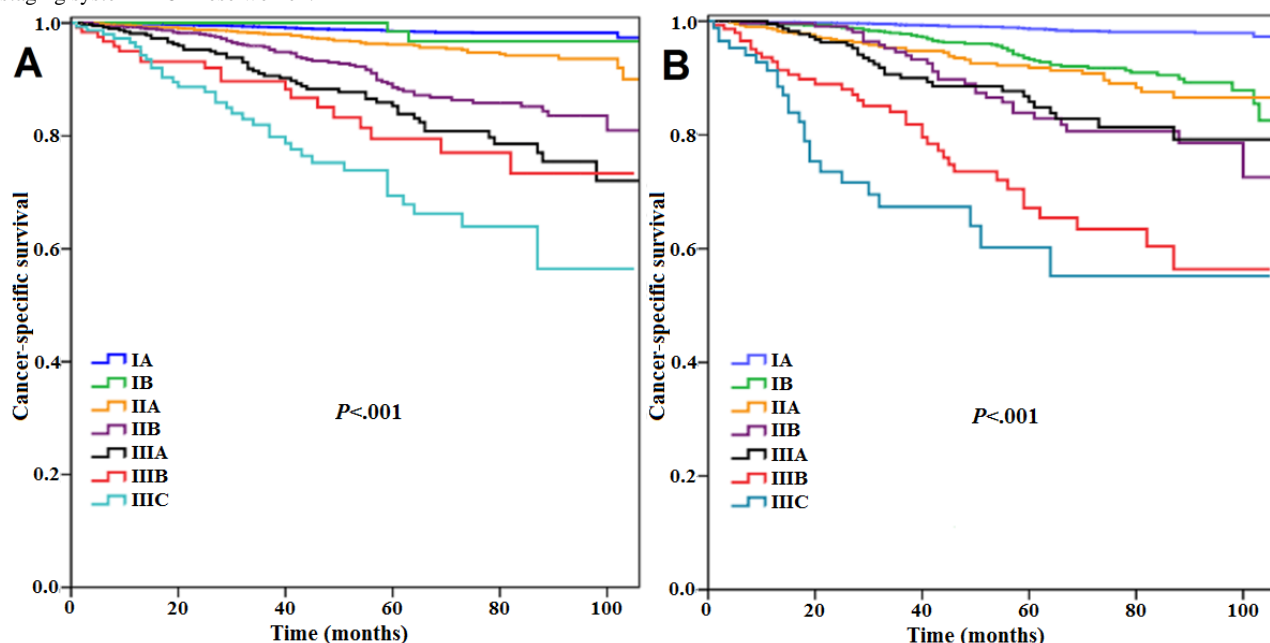 A
1.0
0.8
0.6
0.4
0.2
0.0
Cancer-specific survival
IA
IB
IIA
IIB
IIIA
IIIB
IIIC
P<.001
0
20
40
60
80
100
Time (months)
B
1.0
0.8
0.6
0.4
0.2
0.0
Cancer-specific survival
IA
IB
IIA
IIB
IIIA
IIIB
IIIC
P<.001
0
20
40
60
80
100
Time (months)